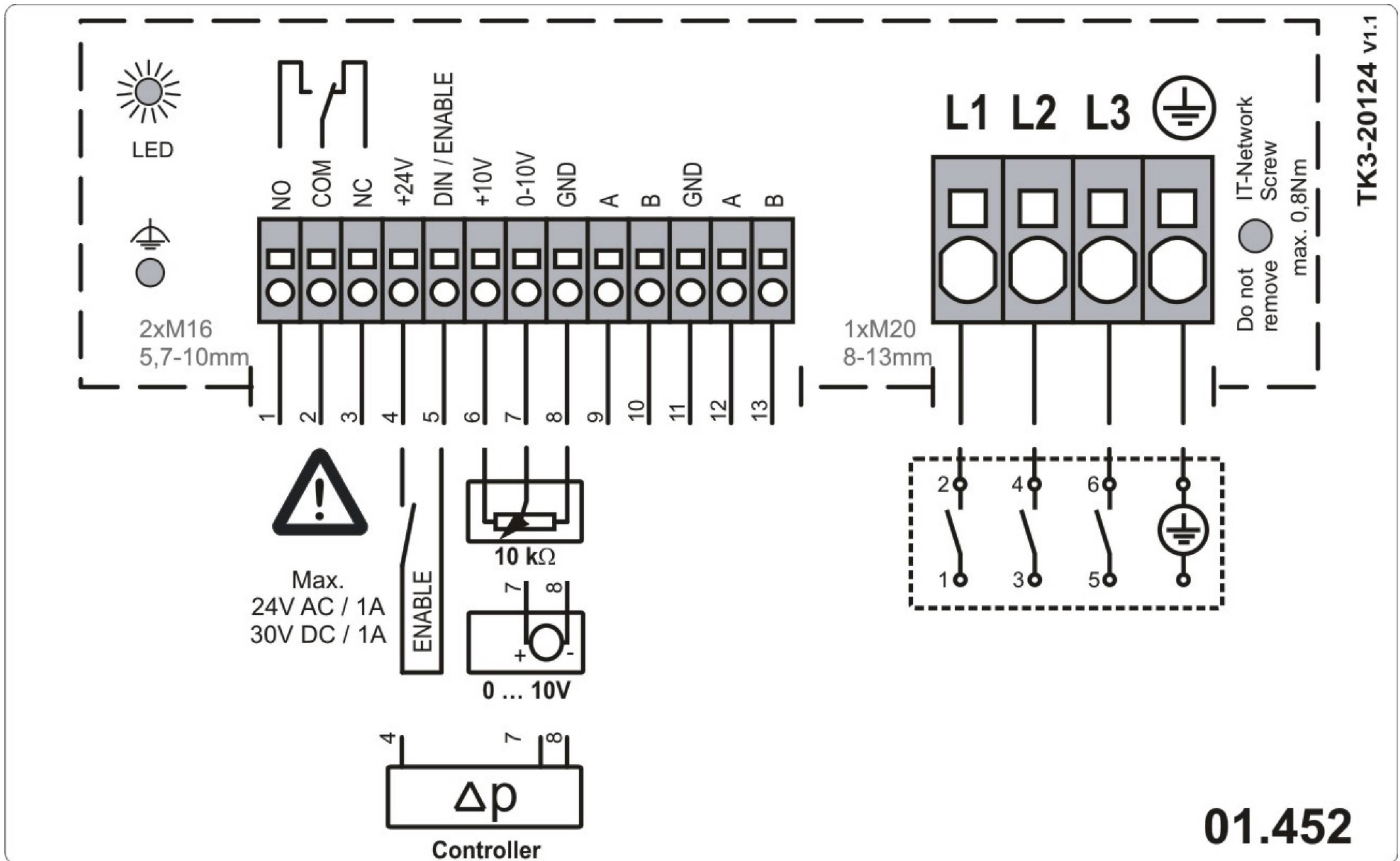 TK3-20124 V1.1
LED
NO
COM
NC
+24V
DIN / ENABLE
+10V
0-10V
GND
A
B
GND
A
B
L1 L2 L3
Do not remove
IT-Network Screw
max. 0,8Nm
2xM16
5,7-10mm
1xM20
8-13mm
1 2 3 4 5 6 7 8 9 10 11 12 13
!
Max.
24V AC / 1A
30V DC / 1A
ENABLE
10 kΩ
7 8
+ -
0 ... 10V
4 7 8
Δp
Controller
2 4 6
1 3 5
01.452